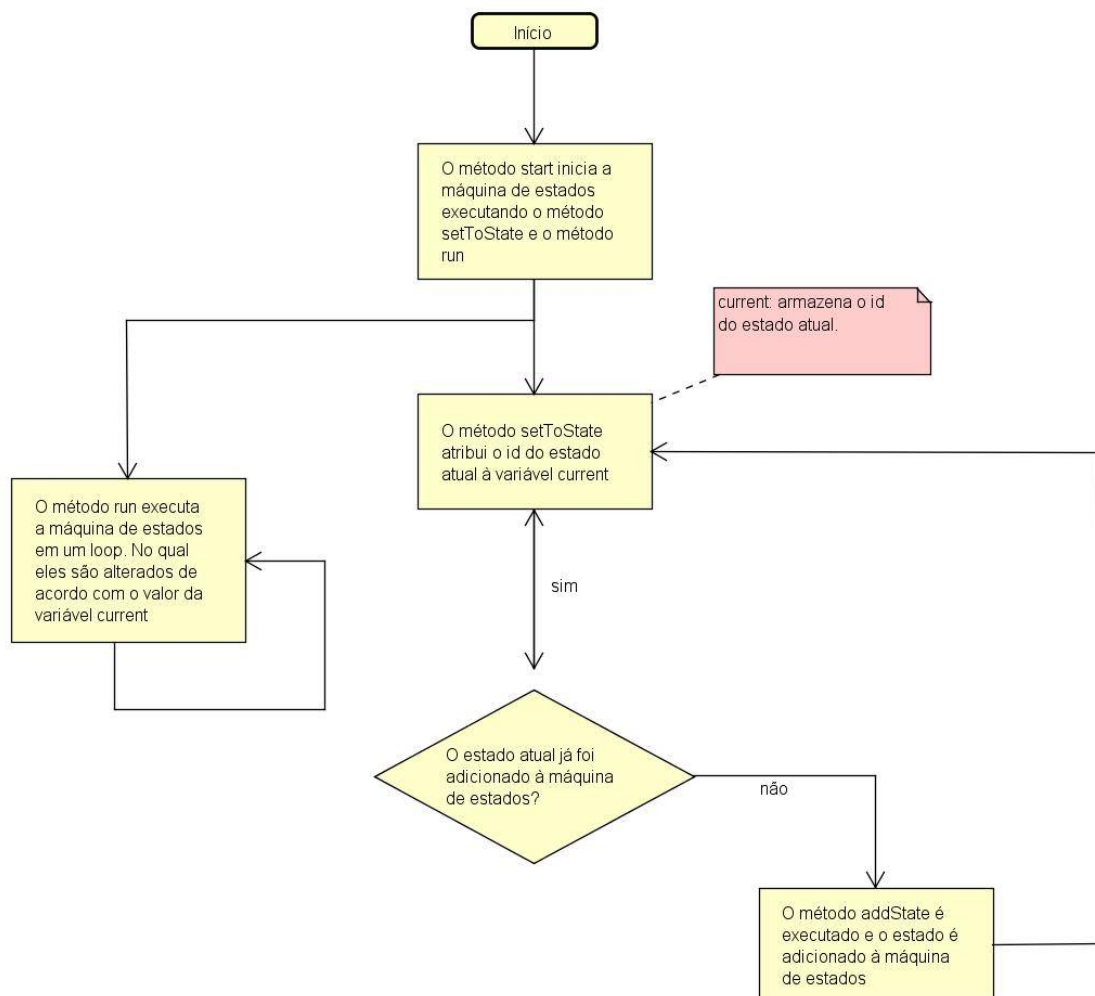 Início
O método start inicia a
máquina de estados
executando o método
setToState e o método
run
current: armazena o id
do estado atual.
O método setToState
atribui o id do estado
atual à variável current
O método run executa
a máquina de estados
em um loop. No qual
eles são alterados de
acordo com o valor da
variável current
sim
O estado atual já foi
adicionado à máquina
de estados?
não
O método addState é
executado e o estado é
adicionado à máquina
de estados